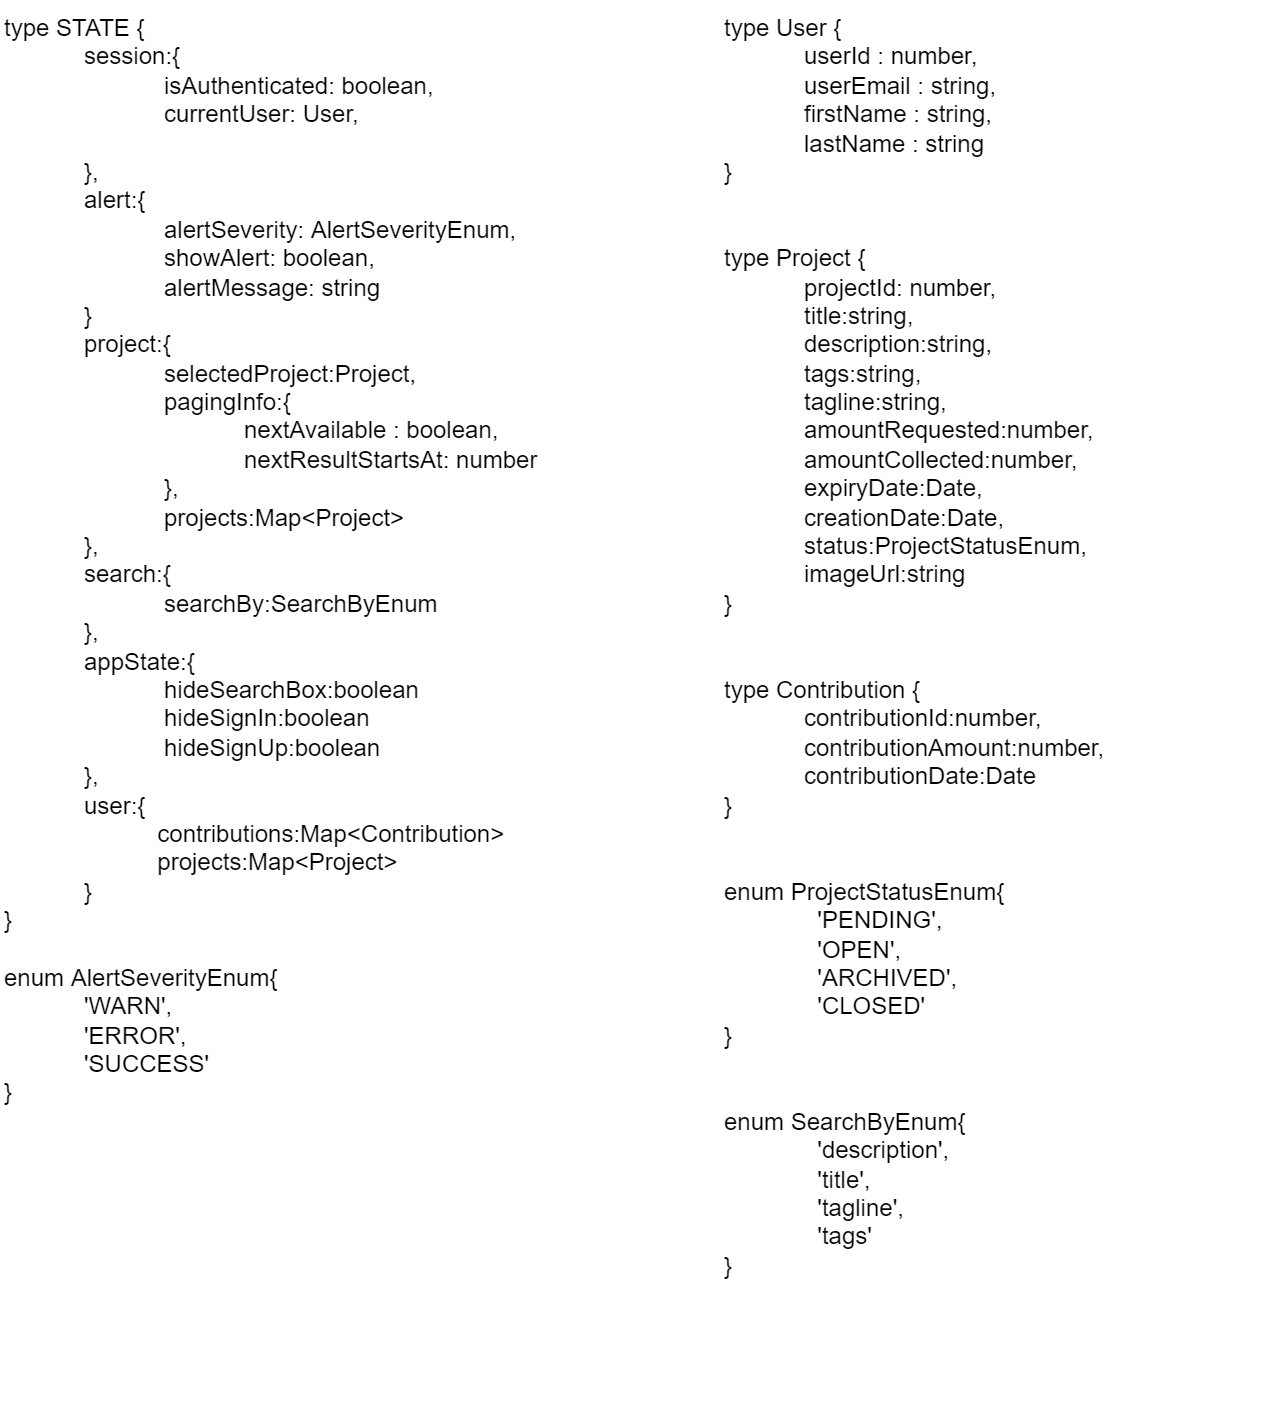 type STATE {
session:{
isAuthenticated: boolean,
currentUser: User,
},
alert:{
alertSeverity: AlertSeverityEnum,
showAlert: boolean,
alertMessage: string
}
project:{
selectedProject:Project,
pagingInfo:{
nextAvailable : boolean,
nextResultStartsAt: number
},
projects:Map<Project>
},
search:{
searchBy:SearchByEnum
},
appState:{
hideSearchBox:boolean
hideSignIn:boolean
hideSignUp:boolean
},
user:{
contributions:Map<Contribution>
projects:Map<Project>
}
}
enum AlertSeverityEnum{
'WARN',
'ERROR',
'SUCCESS'
}
type User {
userId : number,
userEmail : string,
firstName : string,
lastName : string
}
type Project {
projectId: number,
title:string,
description:string,
tags:string,
tagline:string,
amountRequested:number,
amountCollected:number,
expiryDate:Date,
creationDate:Date,
status:ProjectStatusEnum,
imageUrl:string
}
type Contribution {
contributionId:number,
contributionAmount:number,
contributionDate:Date
}
enum ProjectStatusEnum{
'PENDING',
'OPEN',
'ARCHIVED',
'CLOSED'
}
enum SearchByEnum{
'description',
'title',
'tagline',
'tags'
}